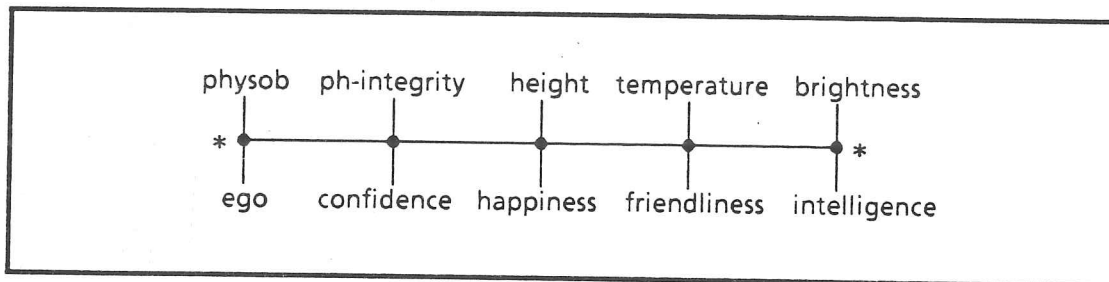 physob ph-integrity height temperature brightness
* *
ego confidence happiness friendliness intelligence